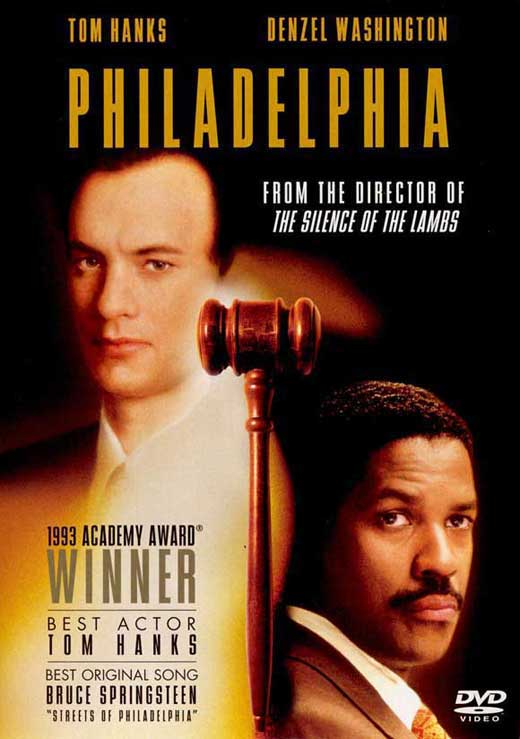 TOM HANKS DENZEL WASHINGTON
PHILADELPHIA
FROM THE DIRECTOR OF
THE SILENCE OF THE LAMBS
1993 ACADEMY AWARD®
WINNER
BEST ACTOR
TOM HANKS
BEST ORIGINAL SONG
BRUCE SPRINGSTEEN
"STREETS OF PHILADELPHIA"
DVD
VIDEO